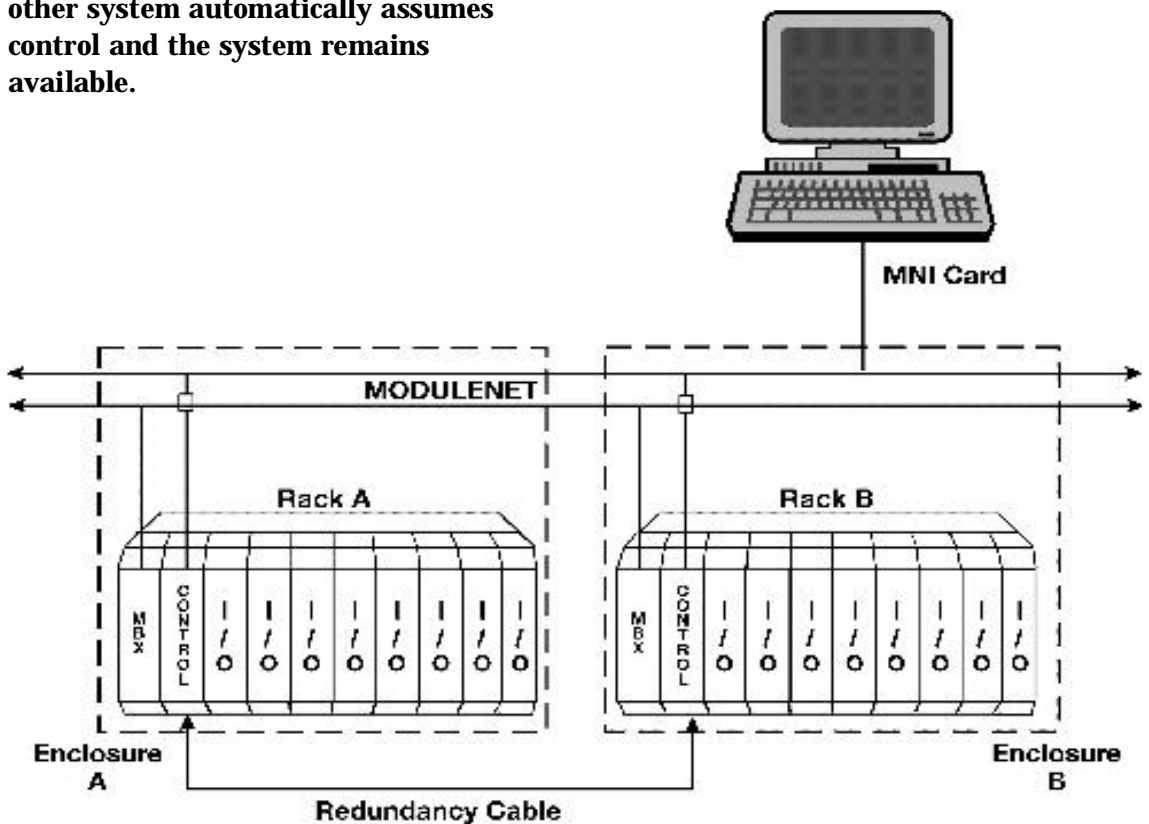 other system automatically assumes
control and the system remains
available.
MNI Card
MODULENET
Rack A
Rack B
MBX
CONTROL
I/O
I/O
I/O
I/O
I/O
I/O
I/O
I/O
MBX
CONTROL
I/O
I/O
I/O
I/O
I/O
I/O
I/O
I/O
Enclosure
A
Enclosure
B
Redundancy Cable